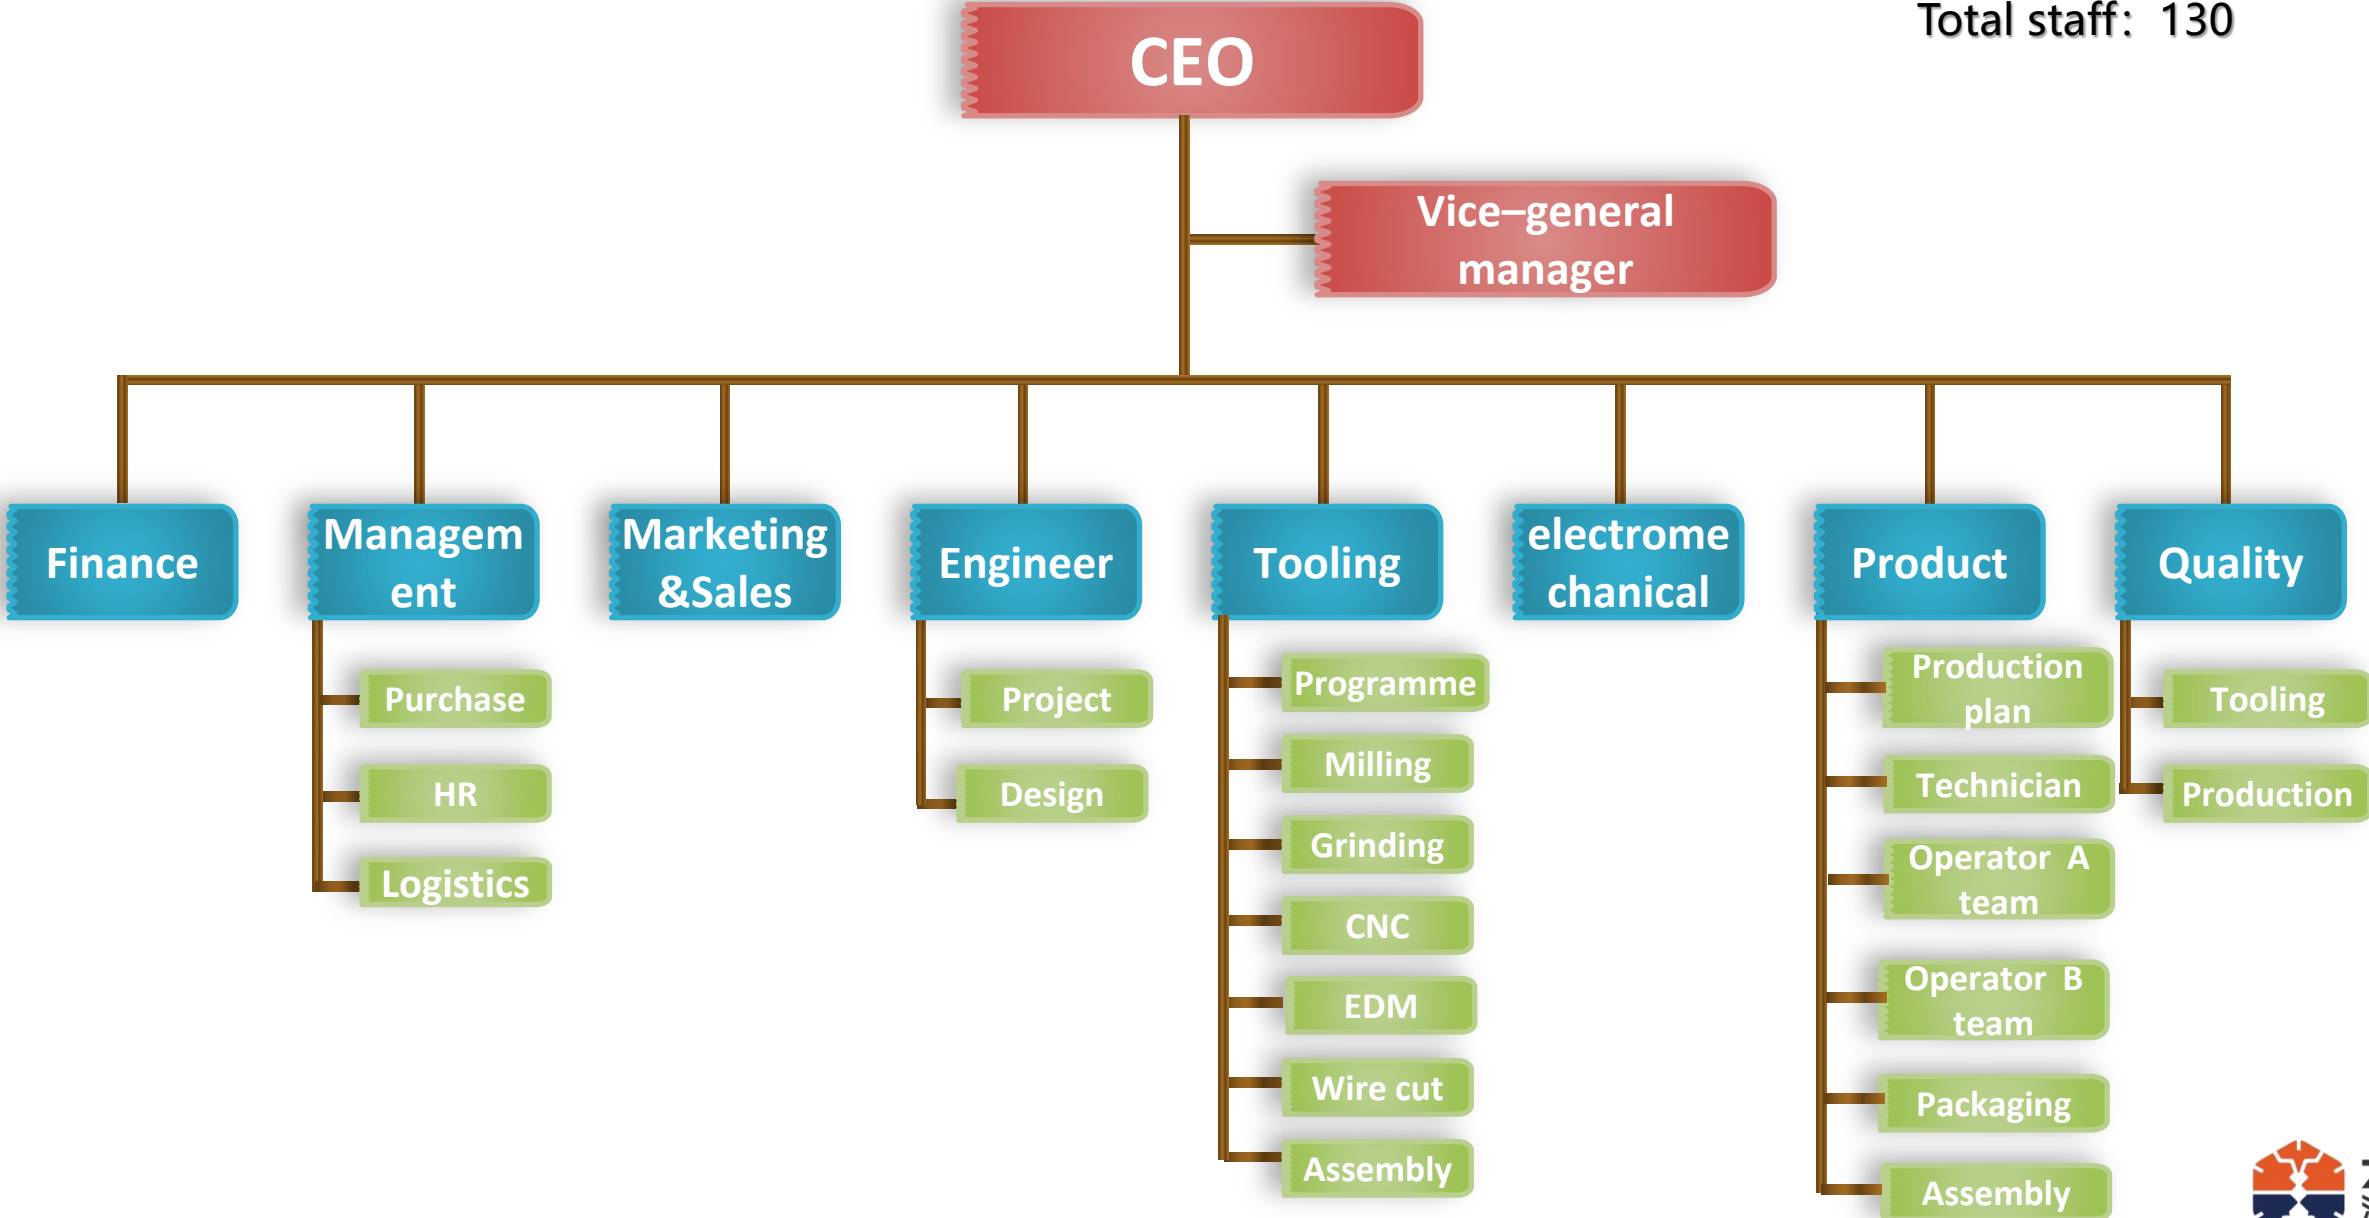 Total staff： 130
CEO
Vice–general
manager
Finance
Managem
ent
Marketing
&Sales
Engineer
Tooling
electrome
chanical
Product
Quality
Purchase
HR
Logistics
Project
Design
Programme
Milling
Grinding
CNC
EDM
Wire cut
Assembly
Production
plan
Technician
Operator A
team
Operator B
team
Packaging
Assembly
Tooling
Production